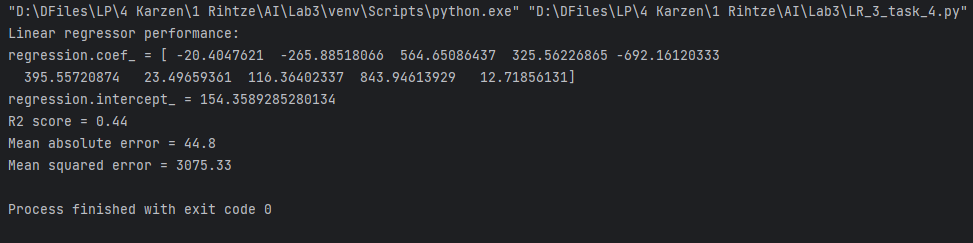 "D:\DFiles\LP\4 Karzen\1 Rihtze\AI\Lab3\venv\Scripts\python.exe" "D:\DFiles\LP\4 Karzen\1 Rihtze\AI\Lab3\LR_3_task_4.py"
Linear regressor performance:
regression.coef_ = [ -20.4047621  -265.88518066  564.65086437  325.56226865 -692.16120333
  395.55720874   23.49659361  116.36402337  843.94613929   12.71856131]
regression.intercept_ = 154.3589285280134
R2 score = 0.44
Mean absolute error = 44.8
Mean squared error = 3075.33
Process finished with exit code 0